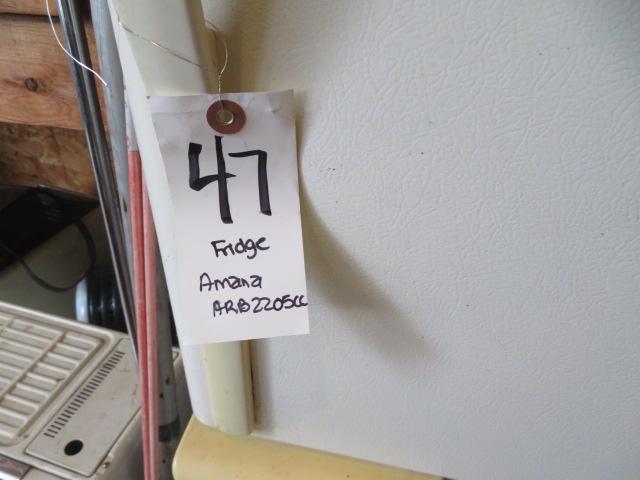 47
Fridge
Amana
ARB2205CC